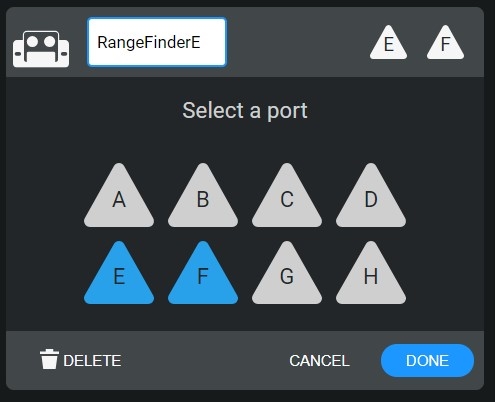 RangeFinderE E F
Select a port
A B C D
E F G H
DELETE CANCEL DONE